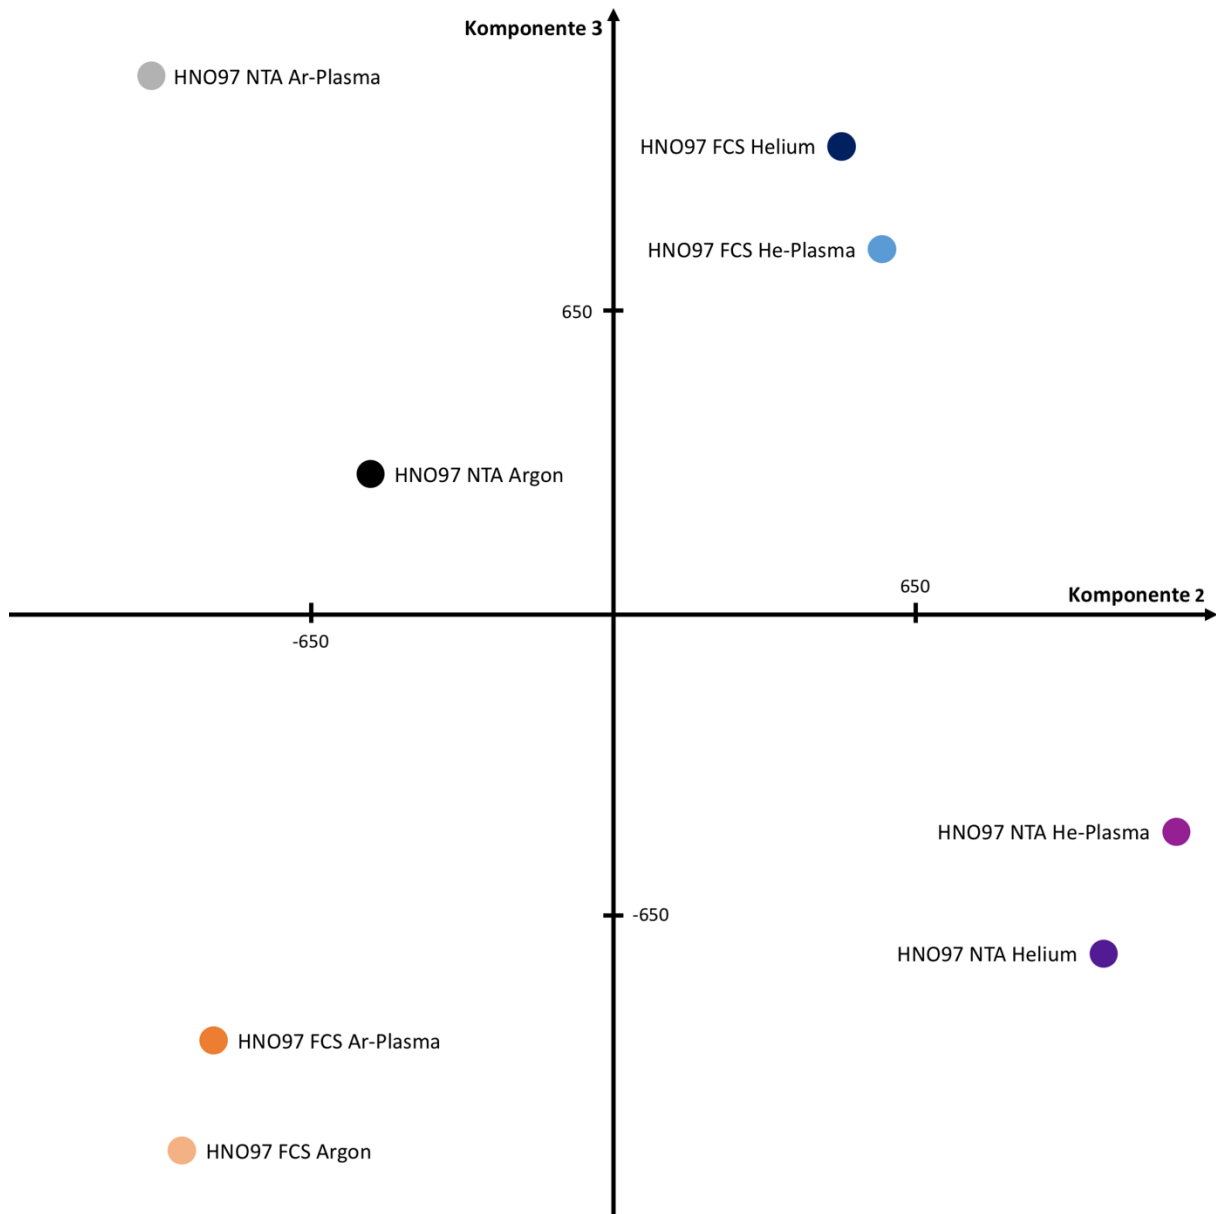 Komponente 3
HNO97 NTA Ar-Plasma
HNO97 FCS Helium
HNO97 FCS He-Plasma
650
HNO97 NTA Argon
650
Komponente 2
-650
HNO97 NTA He-Plasma
-650
HNO97 NTA Helium
HNO97 FCS Ar-Plasma
HNO97 FCS Argon